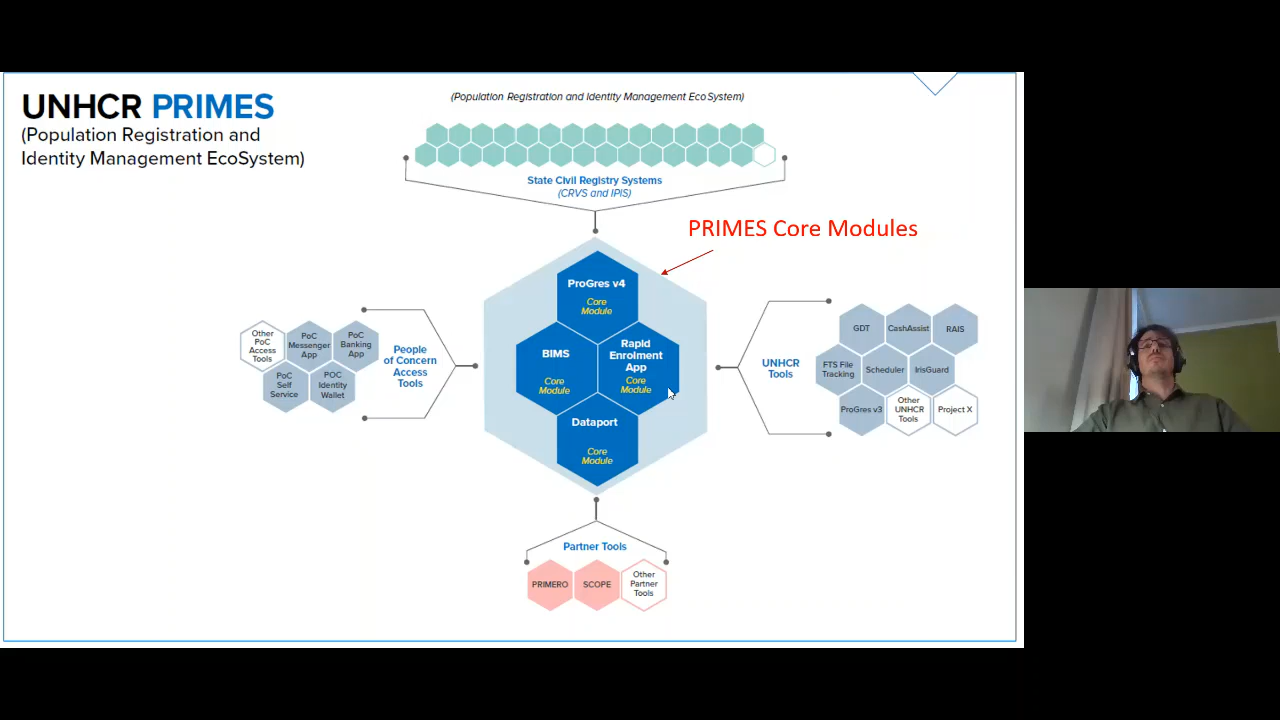 UNHCR PRIMES
(Population Registration and
Identity Management EcoSystem)
(Population Registration and Identity Management EcoSystem)
State Civil Registry Systems
(CRVS and IPIS)
PRIMES Core Modules
ProGres v4
Core
Module
BIMS
Core
Module
Rapid
Enrolment
App
Core
Module
Dataport
Core
Module
Other
PoC
Access
Tools
PoC
Messenger
App
PoC
Banking
App
PoC
Self
Service
POC
Identity
Wallet
People
of Concern
Access
Tools
UNHCR
Tools
GDT
CashAssist
RAIS
FTS File
Tracking
Scheduler
IrisGuard
ProGres v3
Other
UNHCR
Tools
Project X
Partner Tools
PRIMERO
SCOPE
Other
Partner
Tools